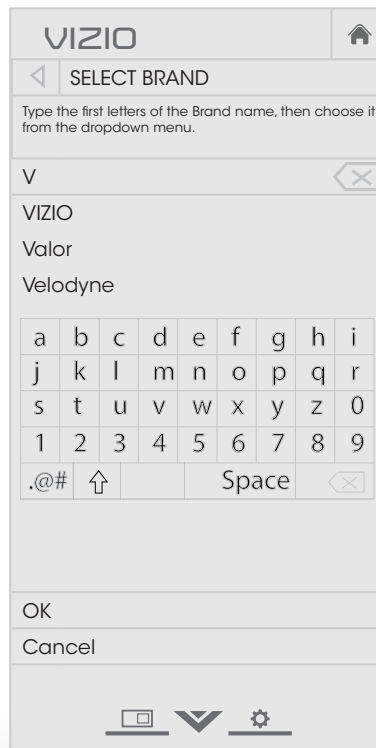 VIZIO
SELECT BRAND
Type the first letters of the Brand name, then choose it
from the dropdown menu.
V
VIZIO
Valor
Velodyne
a b c d e f g h i
j k l m n o p q r
s t u v w x y z 0
1 2 3 4 5 6 7 8 9
.@# Space
OK
Cancel